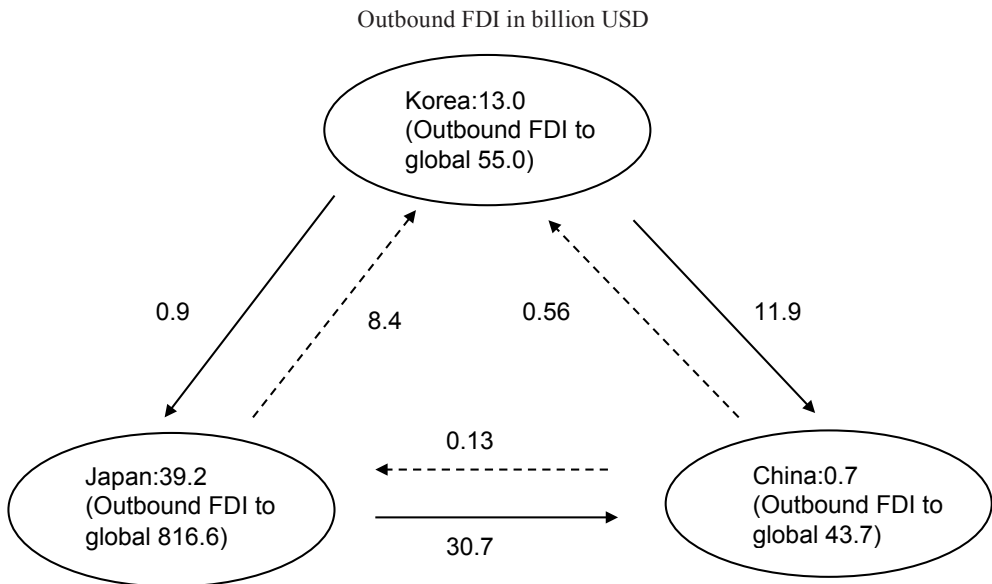 Outbound FDI in billion USD
Korea:13.0
(Outbound FDI to
global 55.0)
0.9
8.4
0.56
11.9
0.13
Japan:39.2
(Outbound FDI to
global 816.6)
30.7
China:0.7
(Outbound FDI to
global 43.7)